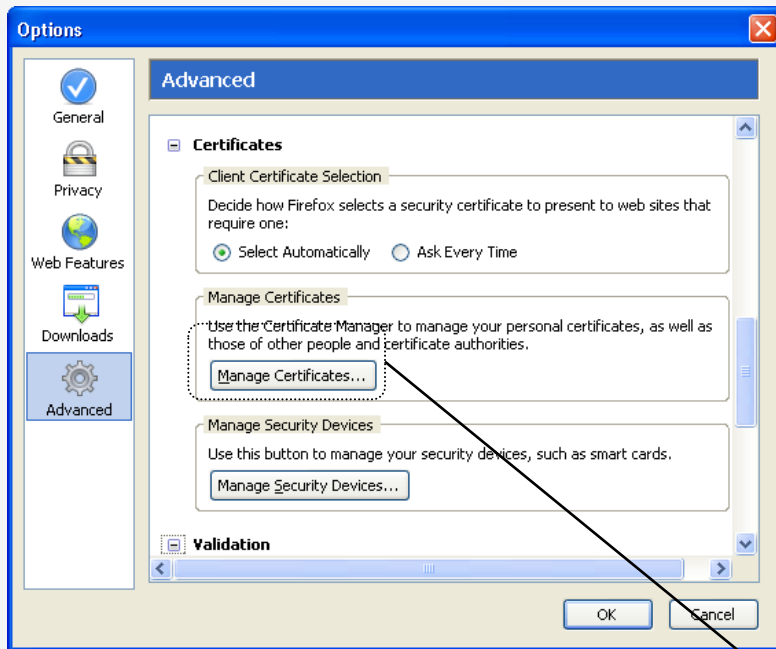 Options
General
Privacy
Web Features
Downloads
Advanced
Advanced
Certificates
Client Certificate Selection
Decide how Firefox selects a security certificate to present to web sites that
require one:
Select Automatically Ask Every Time
Manage Certificates
Use the Certificate Manager to manage your personal certificates, as well as
those of other people and certificate authorities.
Manage Certificates...
Manage Security Devices
Use this button to manage your security devices, such as smart cards.
Manage Security Devices...
Validation
OK Cancel